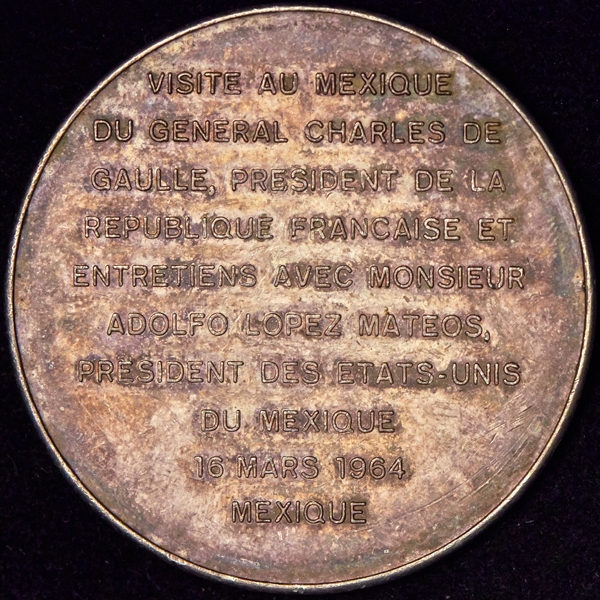 VISITE AU MEXIQUE
DU GENERAL CHARLES DE
GAULLE, PRESIDENT DE LA
REPUBLIQUE FRANCAISE ET
ENTRETIENS AVEC MONSIEUR
ADOLFO LOPEZ MATEOS,
PRESIDENT DES ETATS-UNIS
DU MEXIQUE
16 MARS 1964
MEXIQUE